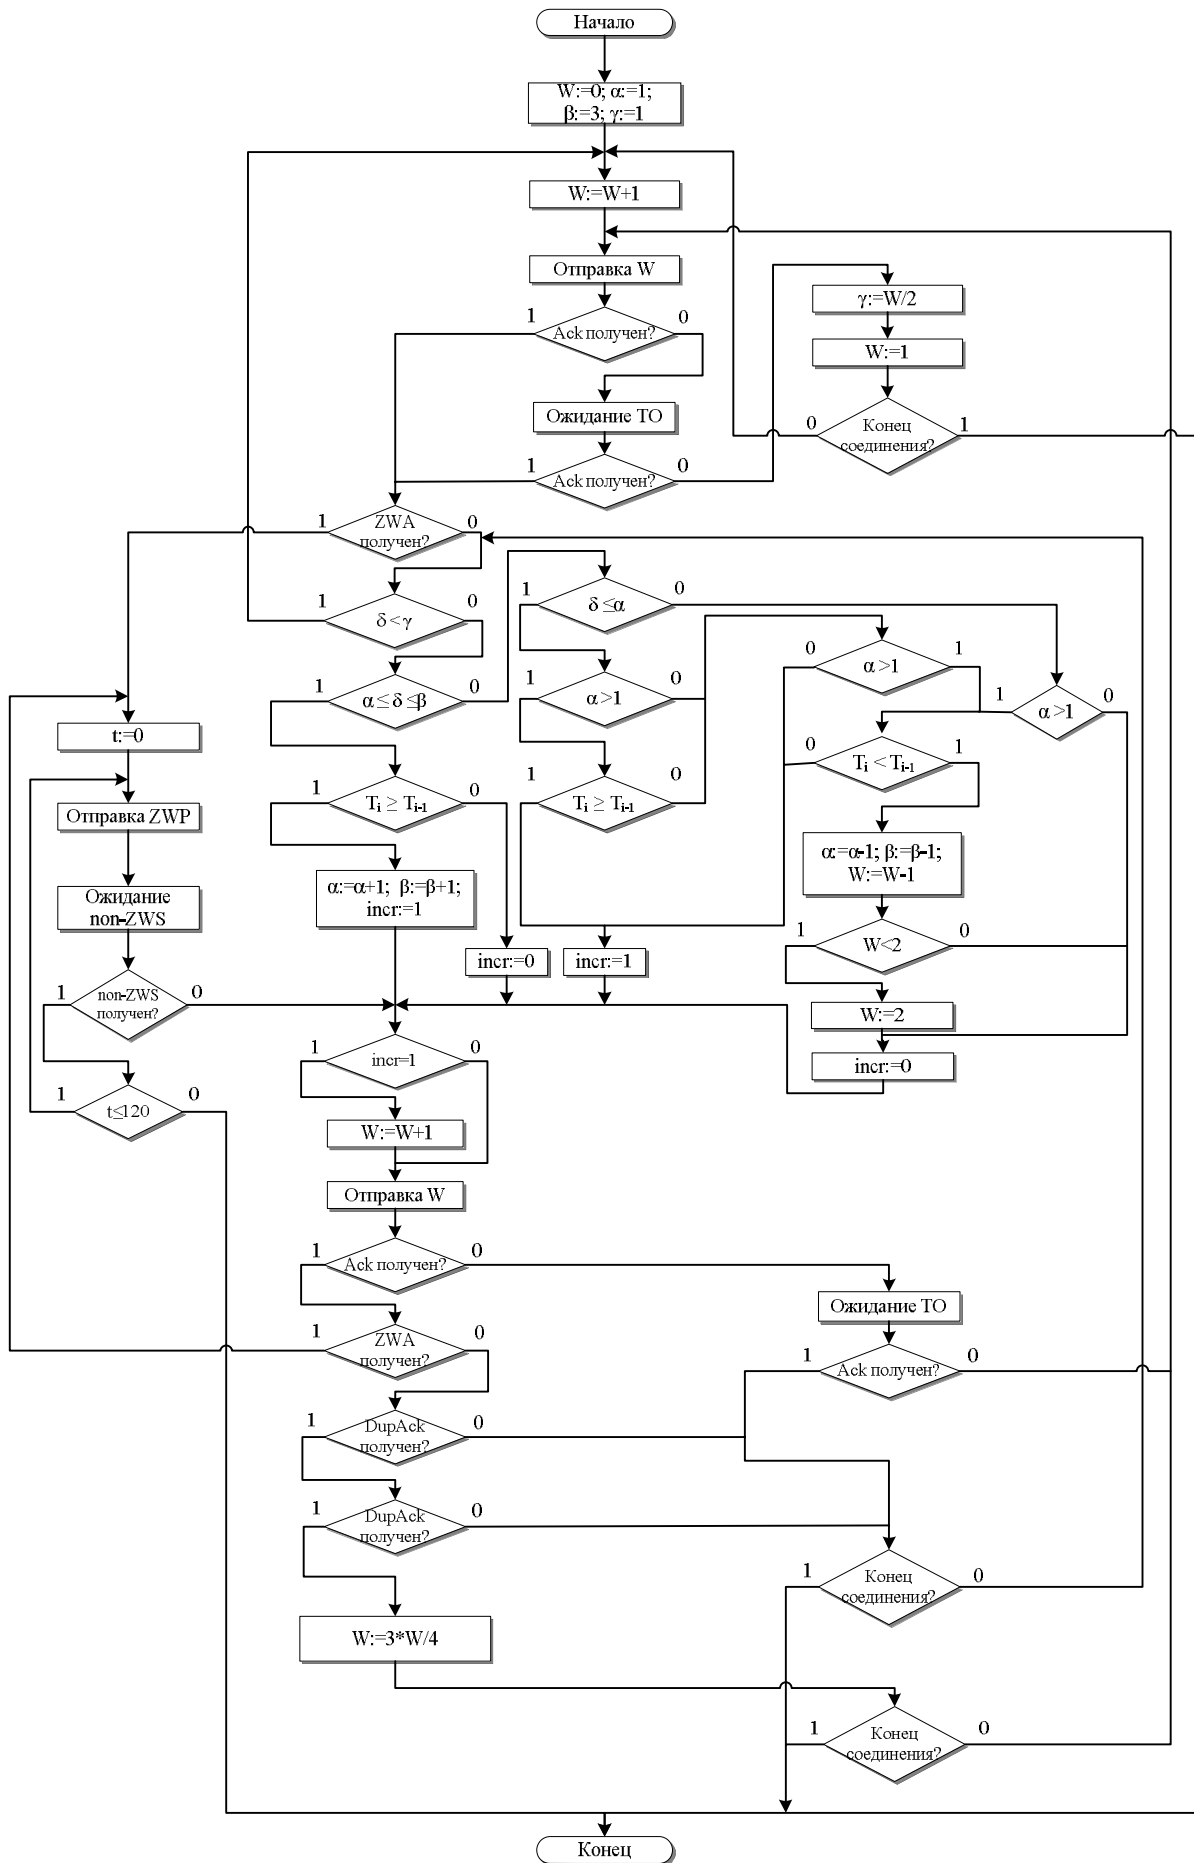 Начало
W:=0; α:=1;
β:=3; γ:=1
W:=W+1
Отправка W
γ:=W/2
1
Ack получен?
0
W:=1
Ожидание TO
0
Конец
соединения?
1
1
Ack получен?
0
1
ZWA
получен?
0
1
δ < γ
0
1
δ ≤ α
0
0
α >1
1
1
α ≤ δ ≤ β
0
1
α >1
0
1
α >1
0
t:=0
0
Ti < Ti-1
1
1
Ti ≥ Ti-1
0
1
Ti ≥ Ti-1
0
Отправка ZWP
α:=α-1; β:=β-1;
W:=W-1
α:=α+1; β:=β+1;
incr:=1
Ожидание
non-ZWS
1
W<2
0
incr:=0
incr:=1
1
non-ZWS
получен?
0
W:=2
1
incr=1
0
incr:=0
1
t≤120
0
W:=W+1
Отправка W
1
Ack получен?
0
Ожидание TO
1
ZWA
получен?
0
1
Ack получен?
0
1
DupAck
получен?
0
1
DupAck
получен?
0
1
Конец
соединения?
0
W:=3*W/4
1
Конец
соединения?
0
Конец